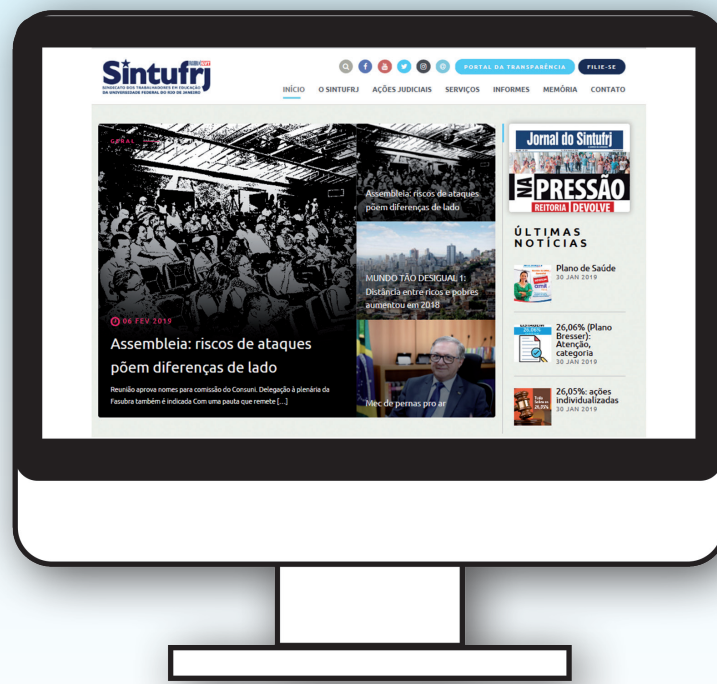 Sintufrj
SINDICATO DOS TRABALHADORES EM EDUCAÇÃO
DA UNIVERSIDADE FEDERAL DO RIO DE JANEIRO
PORTAL DA TRANSPARÊNCIA
FILIE-SE
INÍCIO O SINTUFRJ AÇÕES JUDICIAIS SERVIÇOS INFORMES MEMÓRIA CONTATO
GERAL
06 FEV 2019
Assembleia: riscos de ataques
põem diferenças de lado
Reunião aprova nomes para comissão do Consuni. Delegação à plenária da
Fasubra também é indicada Com uma pauta que remete [...]
Assembleia: riscos de ataques
põem diferenças de lado
MUNDO TÃO DESIGUAL 1:
Distância entre ricos e pobres
aumentou em 2018
Mec de pernas pro ar
Jornal do Sintufrj
NA PRESSÃO
REITORIA DEVOLVE
ÚLTIMAS
NOTÍCIAS
Plano de Saúde
30 JAN 2019
26,06% (Plano
Bresser):
Atenção,
categoria
30 JAN 2019
26,05%: ações
individualizadas
30 JAN 2019